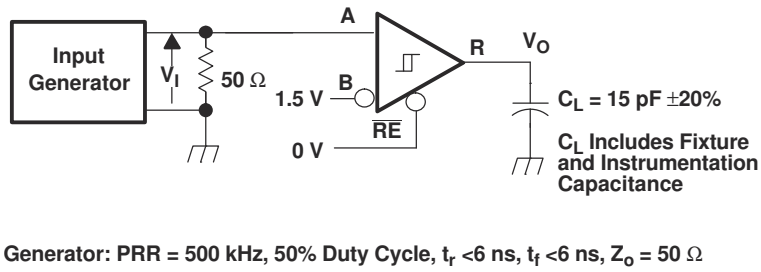 Input
Generator
V_I
50 Ω
A
B
1.5 V
R̅E̅
0 V
R
V_O
C_L = 15 pF ±20%
C_L Includes Fixture
and Instrumentation
Capacitance
Generator: PRR = 500 kHz, 50% Duty Cycle, t_r <6 ns, t_f <6 ns, Z_o = 50 Ω